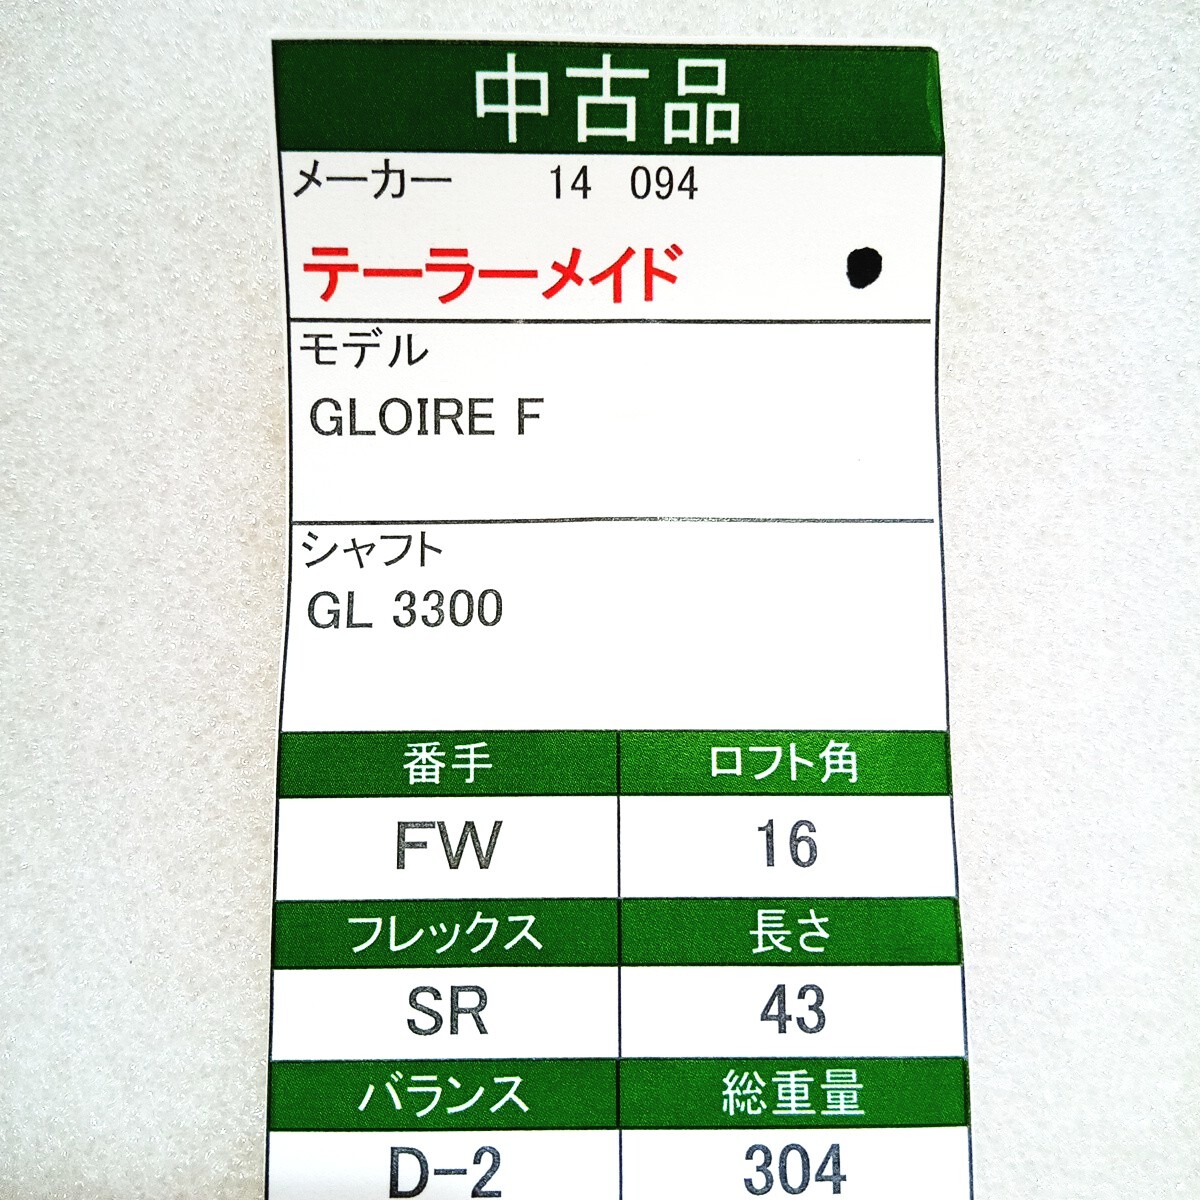 中古品
メーカー 14 094
テーラーメイド
モデル
GLOIRE F
シャフト
GL 3300
番手 ロフト角
FW 16
フレックス 長さ
SR 43
バランス 総重量
D-2 304